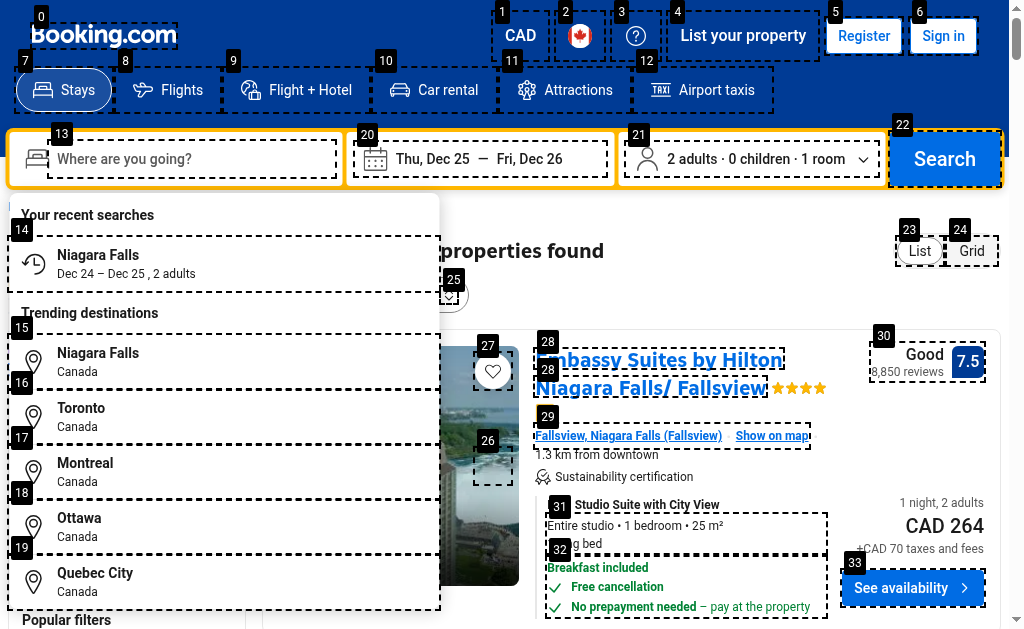 0
Booking.com
1
CAD
2
3
4
List your property
5
Register
6
Sign in
7
Stays
8
Flights
9
Flight + Hotel
10
Car rental
11
Attractions
12
Airport taxis
13
Where are you going?
20
Thu, Dec 25 — Fri, Dec 26
21
2 adults · 0 children · 1 room
22
Search
Your recent searches
14
Niagara Falls
Dec 24 – Dec 25 , 2 adults
Trending destinations
15
Niagara Falls
Canada
16
Toronto
Canada
17
Montreal
Canada
18
Ottawa
Canada
19
Quebec City
Canada
Popular filters
properties found
23
List
24
Grid
25
26
27
28
Embassy Suites by Hilton
28
Niagara Falls/ Fallsview
29
Fallsview, Niagara Falls (Fallsview) Show on map
1.3 km from downtown
Sustainability certification
30
Good
8,850 reviews
7.5
31
Studio Suite with City View
Entire studio • 1 bedroom • 25 m²
bed
32
Breakfast included
Free cancellation
No prepayment needed – pay at the property
1 night, 2 adults
CAD 264
+CAD 70 taxes and fees
33
See availability